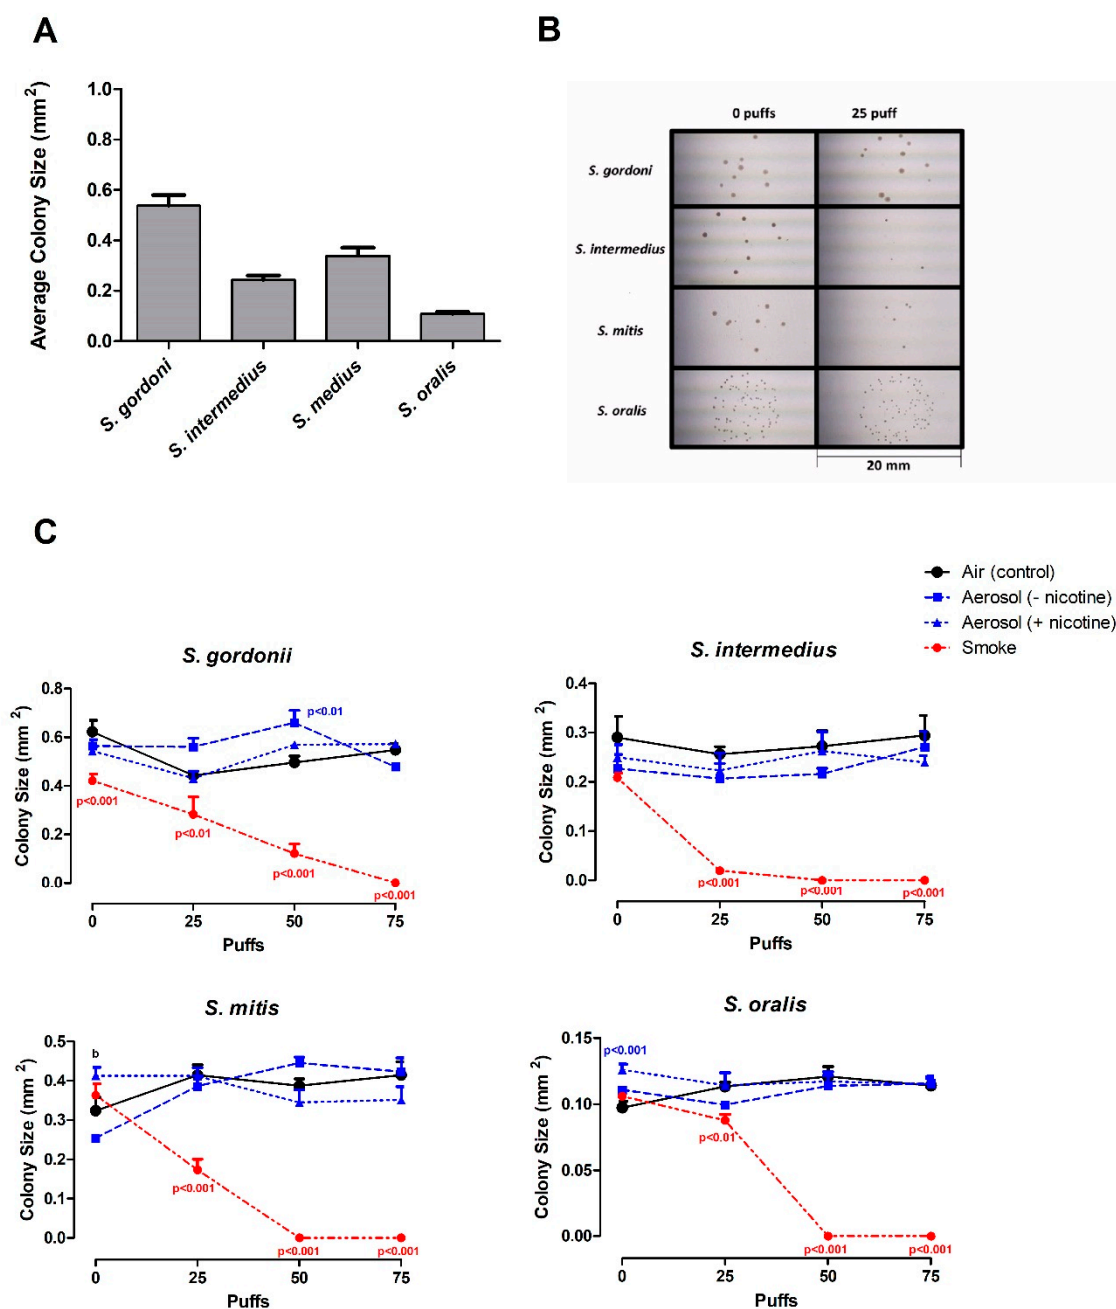 A
Average Colony Size (mm2)
1.0
0.8
0.6
0.4
0.2
0.0
S. gordoni
S. intermedius
S. medius
S. oralis
B
0 puffs
25 puff
S. gordoni
S. intermedius
S. mitis
S. oralis
20 mm
C
Air (control)
Aerosol (- nicotine)
Aerosol (+ nicotine)
Smoke
S. gordonii
Colony Size (mm 2)
0.8
0.6
0.4
0.2
0.0
p<0.01
p<0.001
p<0.01
p<0.001
p<0.001
0
25
50
75
Puffs
S. intermedius
Colony Size (mm 2)
0.4
0.3
0.2
0.1
0.0
p<0.001
p<0.001
p<0.001
0
25
50
75
Puffs
S. mitis
Colony Size (mm 2)
0.5
0.4
0.3
0.2
0.1
0.0
b
p<0.001
p<0.001
p<0.001
0
25
50
75
Puffs
S. oralis
Colony Size (mm 2)
0.15
0.10
0.05
0.00
p<0.001
p<0.01
p<0.001
p<0.001
0
25
50
75
Puffs